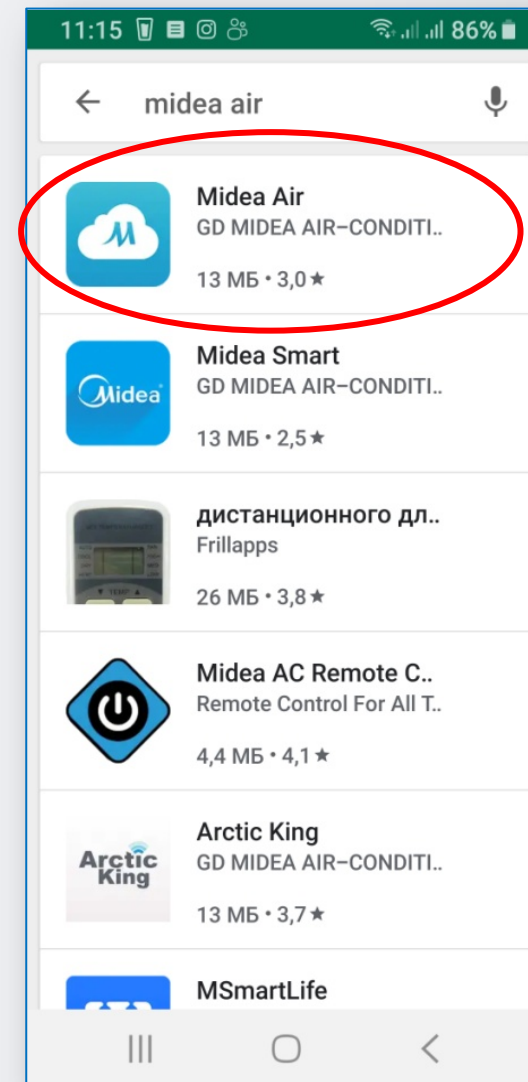 11:15 86%
midea air
Midea Air
GD MIDEA AIR-CONDITI..
13 МБ • 3,0 ★
Midea
Midea Smart
GD MIDEA AIR-CONDITI..
13 МБ • 2,5 ★
дистанционного дл..
Frillapps
26 МБ • 3,8 ★
TEMP
Midea AC Remote C..
Remote Control For All T..
4,4 МБ • 4,1 ★
Arctic
King
Arctic King
GD MIDEA AIR-CONDITI..
13 МБ • 3,7 ★
MSmartLife